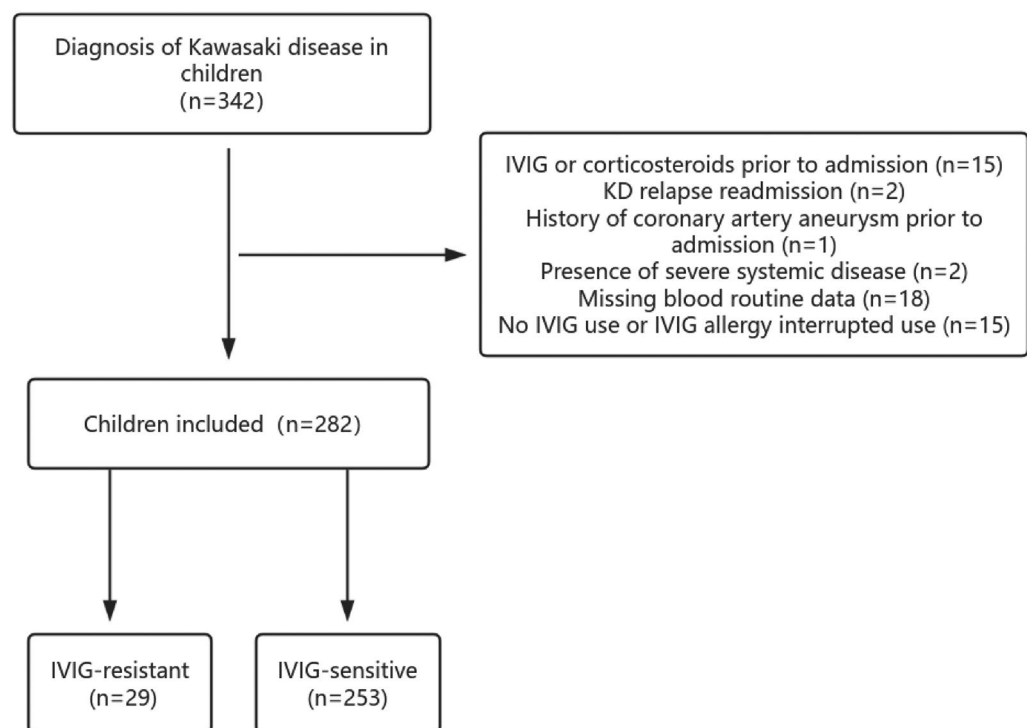 Diagnosis of Kawasaki disease in
children
(n=342)
IVIG or corticosteroids prior to admission (n=15)
KD relapse readmission (n=2)
History of coronary artery aneurysm prior to
admission (n=1)
Presence of severe systemic disease (n=2)
Missing blood routine data (n=18)
No IVIG use or IVIG allergy interrupted use (n=15)
Children included (n=282)
IVIG-resistant
(n=29)
IVIG-sensitive
(n=253)